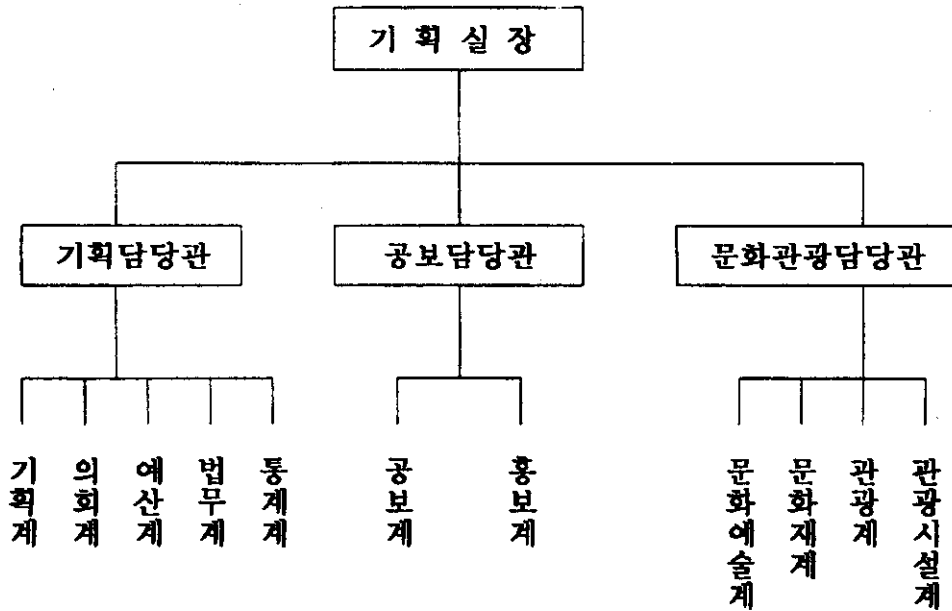 기 획 실 장
기획담당관
공보담당관
문화관광담당관
기획계
의회계
예산계
법무계
통계계
공보계
홍보계
문화예술계
문화재계
관광계
관광시설계